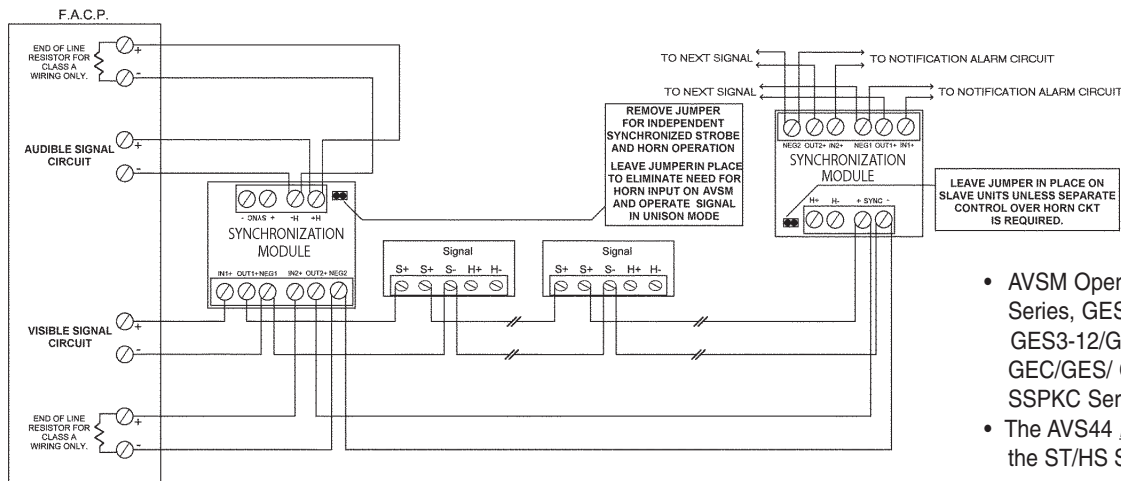 F.A.C.P.
END OF LINE
RESISTOR FOR
CLASS A
WIRING ONLY.
+
-
AUDIBLE SIGNAL
CIRCUIT
+
-
VISIBLE SIGNAL
CIRCUIT
+
-
END OF LINE
RESISTOR FOR
CLASS A
WIRING ONLY.
+
-
- SYNC + H- H+
SYNCHRONIZATION
MODULE
IN1+ OUT1+ NEG1 IN2+ OUT2+ NEG2
REMOVE JUMPER
FOR INDEPENDENT
SYNCHRONIZED STROBE
AND HORN OPERATION
LEAVE JUMPER IN PLACE
TO ELIMINATE NEED FOR
HORN INPUT ON AVSM
AND OPERATE SIGNAL
IN UNISON MODE
Signal
S+ S+ S- H+ H-
Signal
S+ S+ S- H+ H-
TO NEXT SIGNAL
TO NOTIFICATION ALARM CIRCUIT
TO NEXT SIGNAL
TO NOTIFICATION ALARM CIRCUIT
NEG2 OUT2+ IN2+ NEG1 OUT1+ IN1+
SYNCHRONIZATION
MODULE
H+ H- + SYNC -
LEAVE JUMPER IN PLACE ON
SLAVE UNITS UNLESS SEPARATE
CONTROL OVER HORN CKT
IS REQUIRED.
• AVSM Oper
Series, GES
GES3-12/G
GEC/GES/
SSPKC Ser
• The AVS44 ,
the ST/HS S